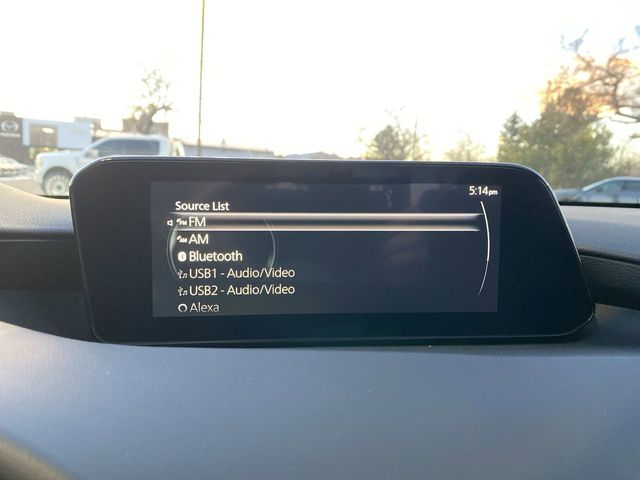 5:14pm
Source List
FM
AM
Bluetooth
USB1 - Audio/Video
USB2 - Audio/Video
Alexa